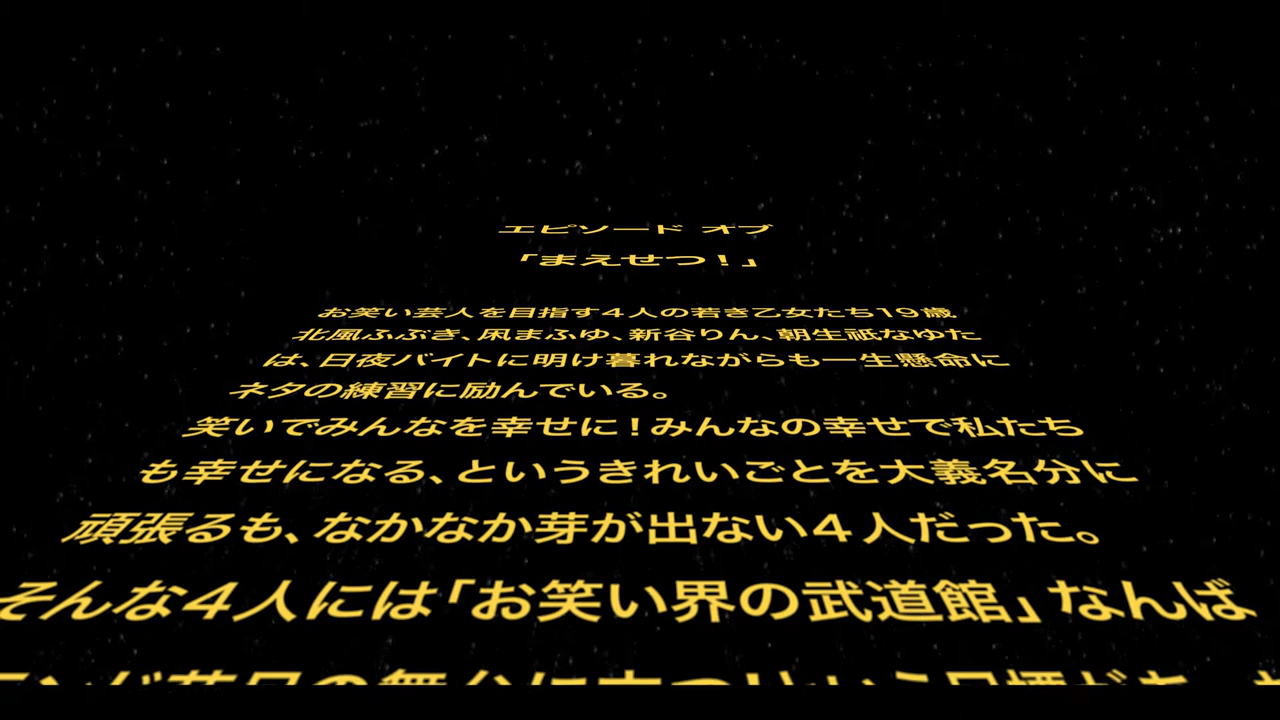 エピソード オブ
「まえせつ！」
お笑い芸人を目指す4人の若き乙女たち19歳
北風ふぶき、凩まふゆ、新谷りん、朝生祇なゆた
は、日夜バイトに明け暮れながらも一生懸命に
ネタの練習に励んでいる。
笑いでみんなを幸せに！みんなの幸せで私たち
も幸せになる、というきれいごとを大義名分に
頑張るも、なかなか芽が出ない4人だった。
そんな4人には「お笑い界の武道館」なんば